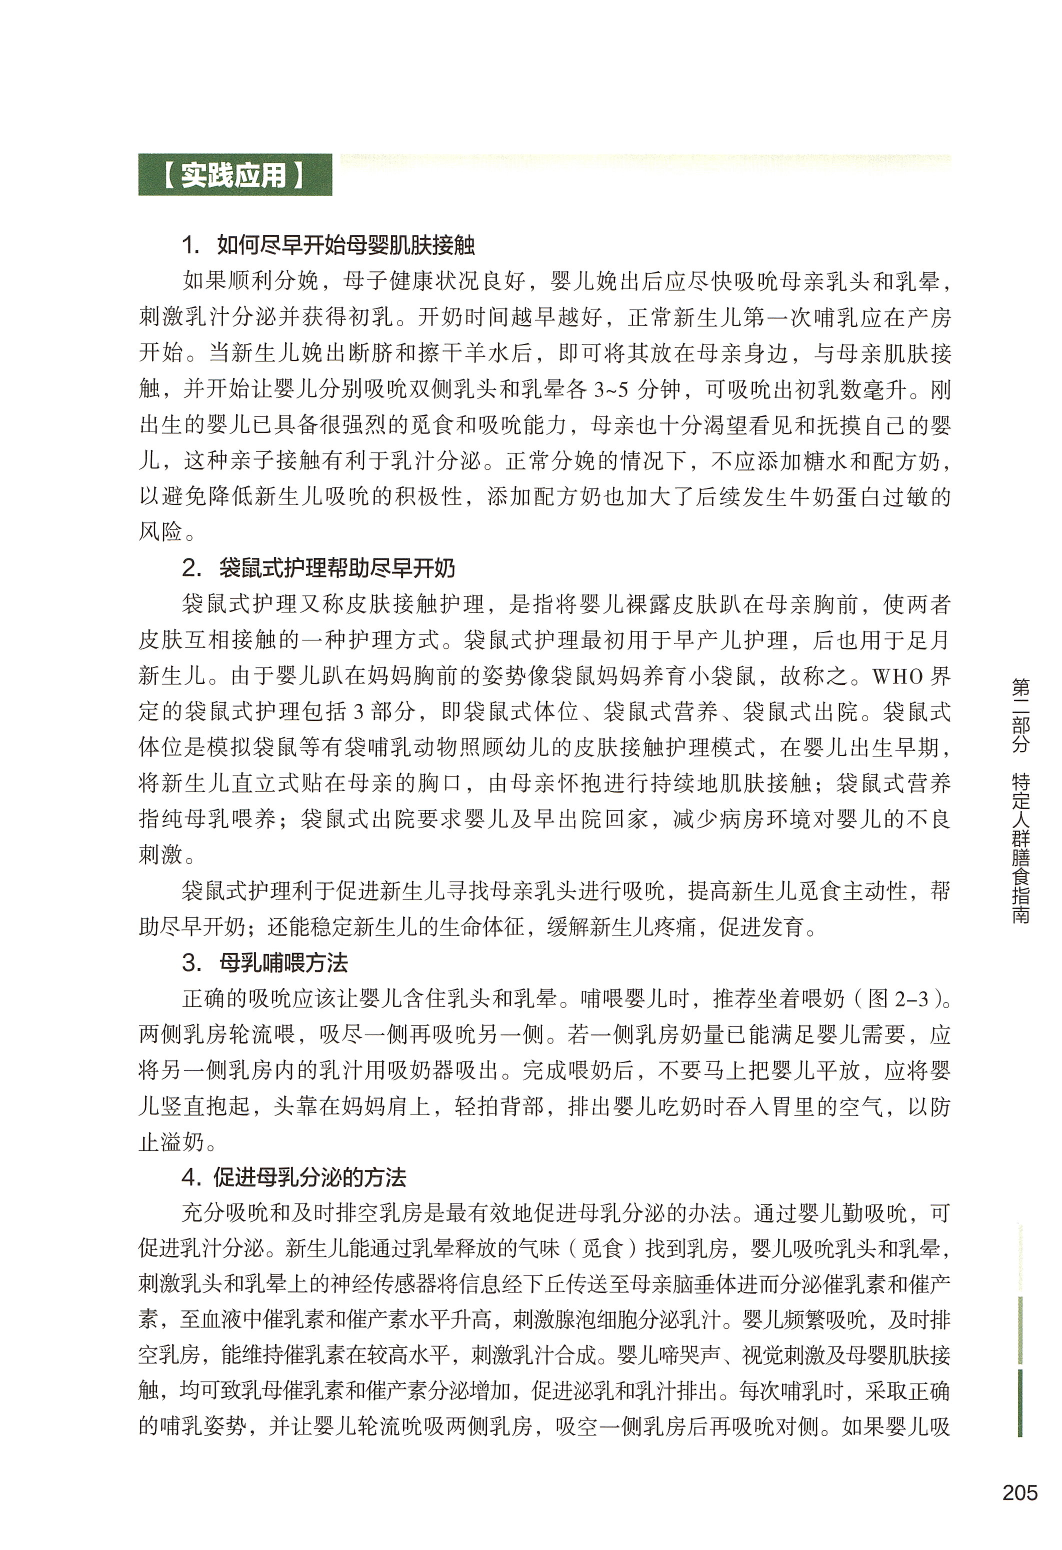 【实践应用】
1. 如何尽早开始母婴肌肤接触
如果顺利分娩，母子健康状况良好，婴儿娩出后应尽快吸吮母亲乳头和乳晕，
刺激乳汁分泌并获得初乳。开奶时间越早越好，正常新生儿第一次哺乳应在产房
开始。当新生儿娩出断脐和擦干羊水后，即可将其放在母亲身边，与母亲肌肤接
触，并开始让婴儿分别吸吮双侧乳头和乳晕各 3~5 分钟，可吸吮出初乳数毫升。刚
出生的婴儿已具备很强烈的觅食和吸吮能力，母亲也十分渴望看见和抚摸自己的婴
儿，这种亲子接触有利于乳汁分泌。正常分娩的情况下，不应添加糖水和配方奶，
以避免降低新生儿吸吮的积极性，添加配方奶也加大了后续发生牛奶蛋白过敏的
风险。
2. 袋鼠式护理帮助尽早开奶
袋鼠式护理又称皮肤接触护理，是指将婴儿裸露皮肤趴在母亲胸前，使两者
皮肤互相接触的一种护理方式。袋鼠式护理最初用于早产儿护理，后也用于足月
新生儿。由于婴儿趴在妈妈胸前的姿势像袋鼠妈妈养育小袋鼠，故称之。WHO 界
定的袋鼠式护理包括 3 部分，即袋鼠式体位、袋鼠式营养、袋鼠式出院。袋鼠式
体位是模拟袋鼠等有袋哺乳动物照顾幼儿的皮肤接触护理模式，在婴儿出生早期，
将新生儿直立式贴在母亲的胸口，由母亲怀抱进行持续地肌肤接触；袋鼠式营养
指纯母乳喂养；袋鼠式出院要求婴儿及早出院回家，减少病房环境对婴儿的不良
刺激。
袋鼠式护理利于促进新生儿寻找母亲乳头进行吸吮，提高新生儿觅食主动性，帮
助尽早开奶；还能稳定新生儿的生命体征，缓解新生儿疼痛，促进发育。
3. 母乳哺喂方法
正确的吸吮应该让婴儿含住乳头和乳晕。哺喂婴儿时，推荐坐着喂奶（图 2-3）。
两侧乳房轮流喂，吸尽一侧再吸吮另一侧。若一侧乳房奶量已能满足婴儿需要，应
将另一侧乳房内的乳汁用吸奶器吸出。完成喂奶后，不要马上把婴儿平放，应将婴
儿竖直抱起，头靠在妈妈肩上，轻拍背部，排出婴儿吃奶时吞入胃里的空气，以防
止溢奶。
4. 促进母乳分泌的方法
充分吸吮和及时排空乳房是最有效地促进母乳分泌的办法。通过婴儿勤吸吮，可
促进乳汁分泌。新生儿能通过乳晕释放的气味（觅食）找到乳房，婴儿吸吮乳头和乳晕，
刺激乳头和乳晕上的神经传感器将信息经下丘传送至母亲脑垂体进而分泌催乳素和催产
素，至血液中催乳素和催产素水平升高，刺激腺泡细胞分泌乳汁。婴儿频繁吸吮，及时排
空乳房，能维持催乳素在较高水平，刺激乳汁合成。婴儿啼哭声、视觉刺激及母婴肌肤接
触，均可致乳母催乳素和催产素分泌增加，促进泌乳和乳汁排出。每次哺乳时，采取正确
的哺乳姿势，并让婴儿轮流吮吸两侧乳房，吸空一侧乳房后再吸吮对侧。如果婴儿吸
第二部分 特定人群膳食指南
205